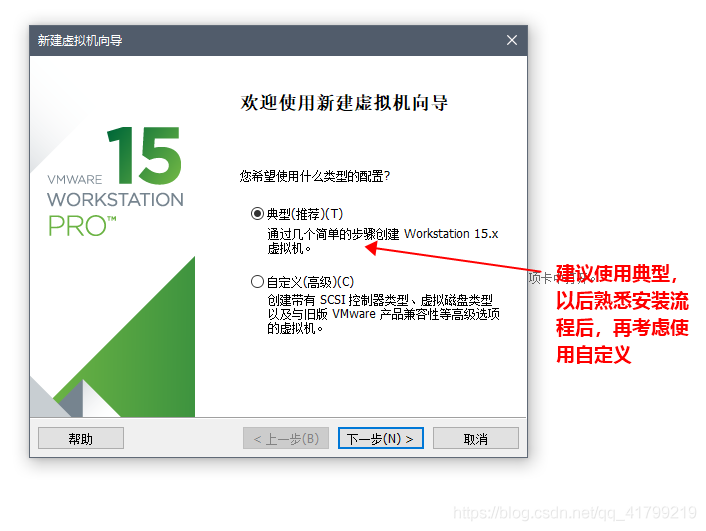 新建虚拟机向导
欢迎使用新建虚拟机向导
15
VMWARE
WORKSTATION
PRO™
您希望使用什么类型的配置?
典型(推荐)(T)
通过几个简单的步骤创建 Workstation 15.x
虚拟机。
自定义(高级)(C)
创建带有 SCSI 控制器类型、虚拟磁盘类型
以及与旧版 VMware 产品兼容性等高级选项
的虚拟机。
项卡中
建议使用典型，
以后熟悉安装流
程后，再考虑使
用自定义
帮助
< 上一步(B)
下一步(N) >
取消
https://blog.csdn.net/qq_41799219